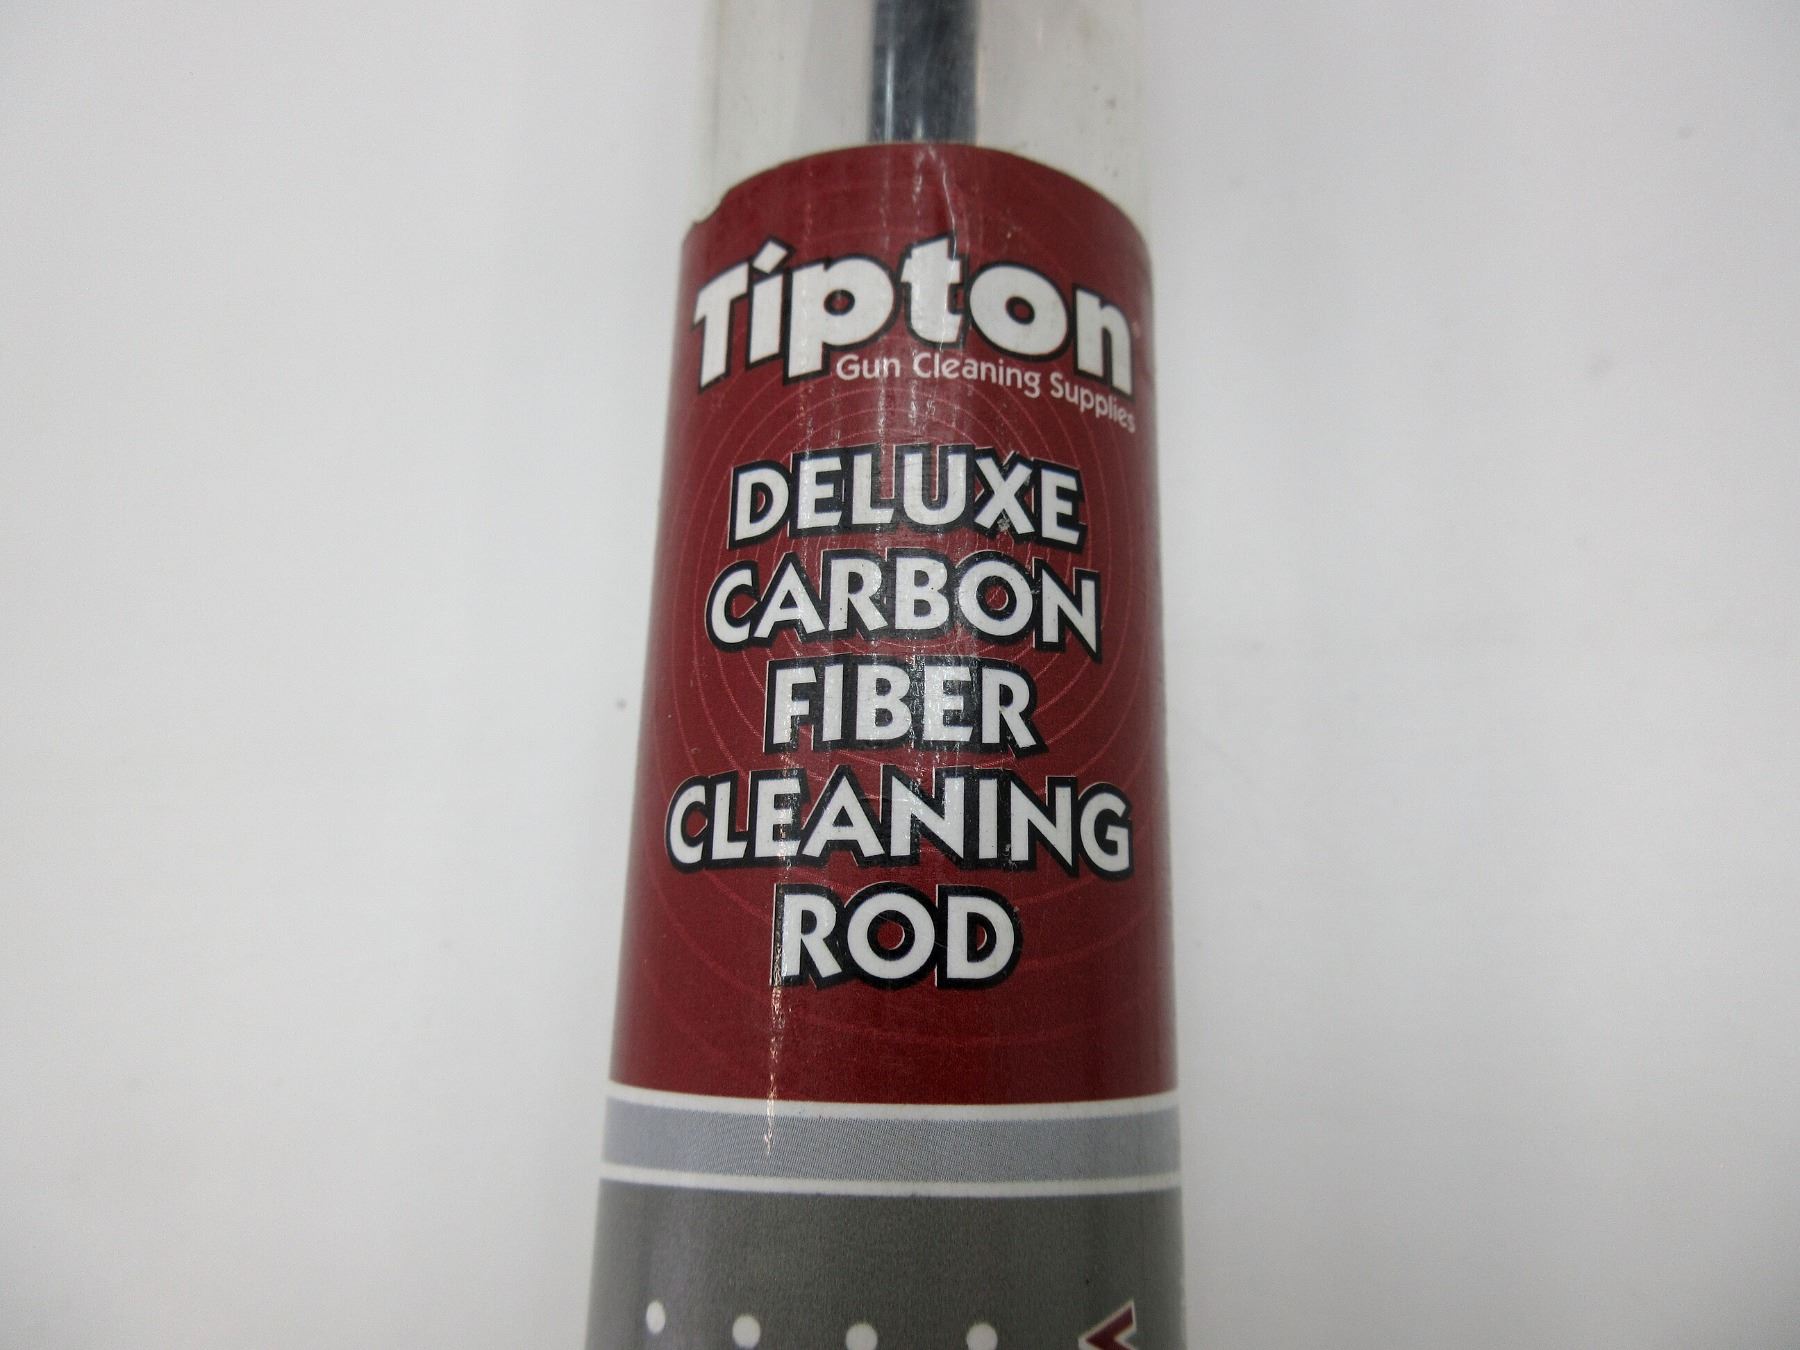 Tipton
Gun Cleaning Supplies
DELUXE
CARBON
FIBER
CLEANING
ROD